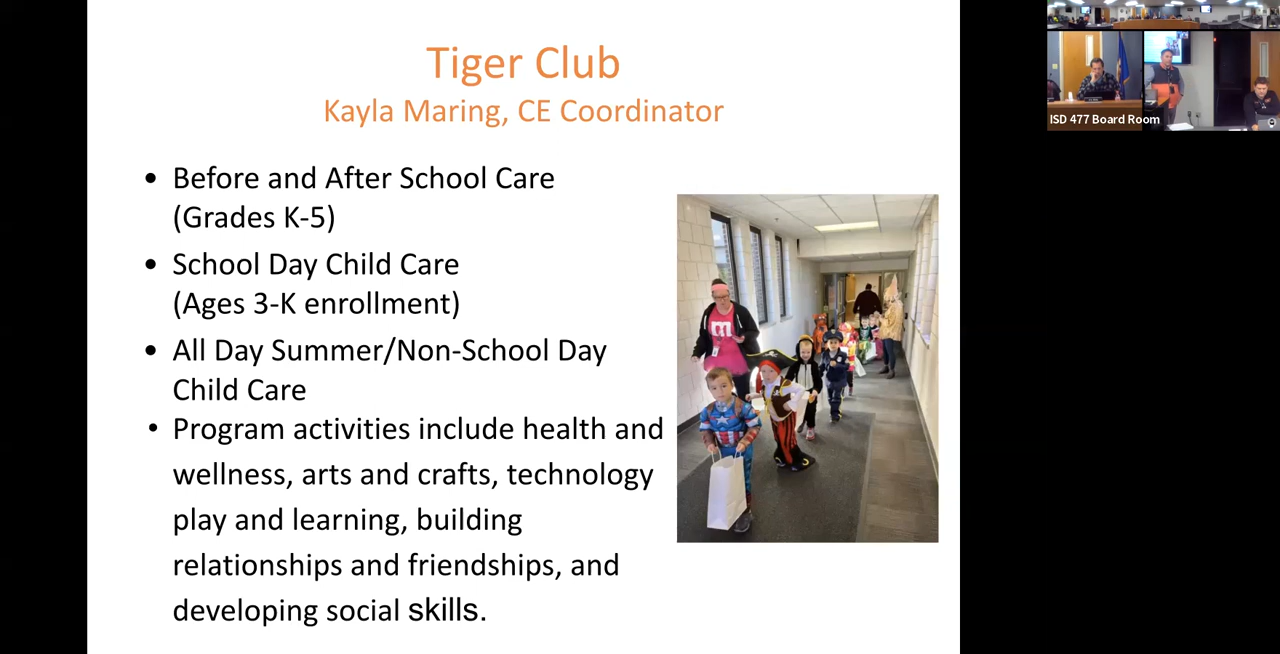 Tiger Club
Kayla Maring, CE Coordinator
• Before and After School Care
(Grades K-5)
• School Day Child Care
(Ages 3-K enrollment)
• All Day Summer/Non-School Day
Child Care
• Program activities include health and
wellness, arts and crafts, technology
play and learning, building
relationships and friendships, and
developing social skills.
m
ISD 477 Board Room